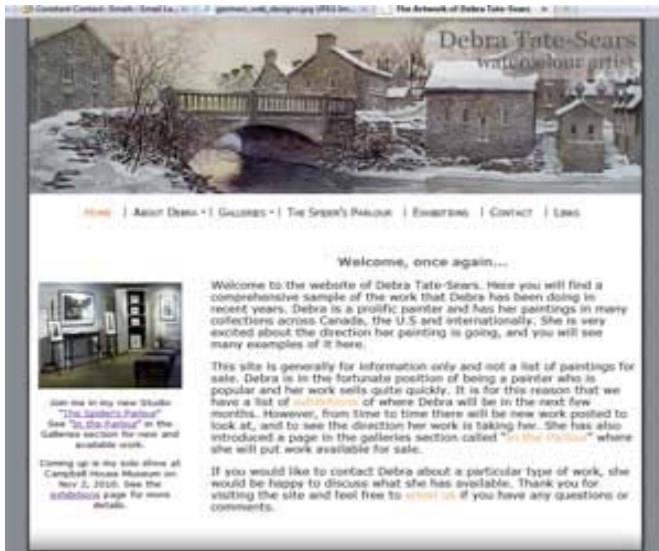 Constant Contact: Emails : Email La...
The Artwork of Debra Tate-Sears
Debra Tate-Sears
watercolour artist
Home | About Debra | Galleries | The Spider's Parlour | Exhibitions | Contact | Links
Welcome, once again...
Welcome to the website of Debra Tate-Sears. Here you will find a
comprehensive sample of the work that Debra has been doing in
recent years. Debra is a prolific painter and has her paintings in many
collections across Canada, the U.S and internationally. She is very
excited about the direction her painting is going, and you will see
many examples of it here.
This site is generally for information only and not a list of paintings for
sale. Debra is in the fortunate position of being a painter who is
popular and her work sells quite quickly. It is for this reason that we
have a list of exhibitions of where Debra will be in the next few
months. However, from time to time there will be new work posted to
look at, and to see the direction her work is taking her. She has also
introduced a page in the galleries section called "In the Parlour" where
she will put work available for sale.
If you would like to contact Debra about a particular type of work, she
would be happy to discuss what she has available. Thank you for
visiting the site and feel free to email us if you have any questions or
comments.
Join me in my new Studio
"The Spider's Parlour"
See "In the Parlour" in the
Galleries section for new and
available work.
Coming up is my solo show at
Campbell House Museum on
Nov 2, 2010. See the
exhibitions page for more
details.